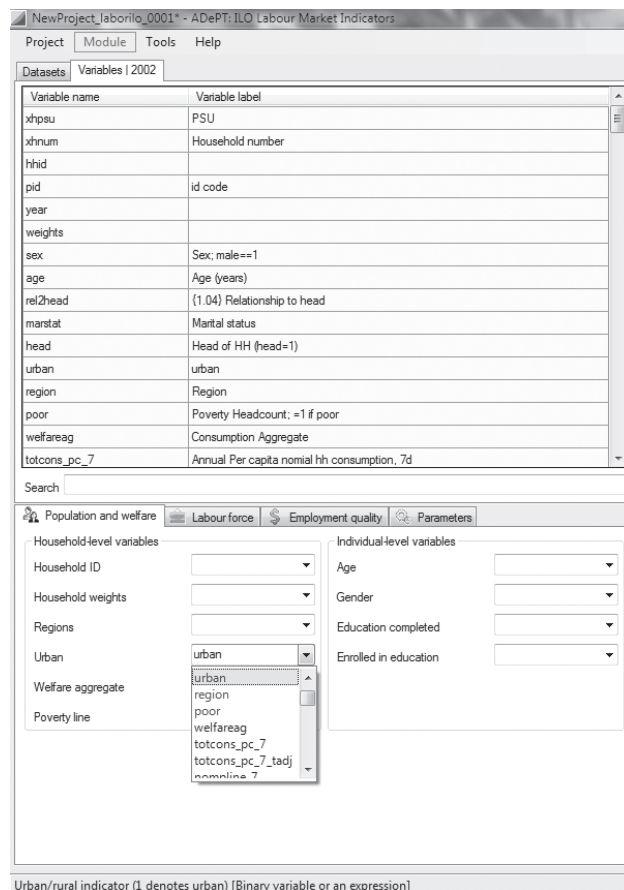 NewProject_laborilo_0001* - ADePT: ILO Labour Market Indicators
Project Module Tools Help
Datasets Variables | 2002
Variable name Variable label
xhpsu PSU
xhnum Household number
hhid
pid id code
year
weights
sex Sex; male==1
age Age (years)
rel2head {1.04} Relationship to head
marstat Marital status
head Head of HH (head=1)
urban urban
region Region
poor Poverty Headcount; =1 if poor
welfareag Consumption Aggregate
totcons_pc_7 Annual Per capita nomial hh consumption, 7d
Search
Population and welfare Labour force Employment quality Parameters
Household-level variables Individual-level variables
Household ID Age
Household weights Gender
Regions Education completed
Urban urban Enrolled in education
urban
Welfare aggregate region
poor
Poverty line welfareag
totcons_pc_7
totcons_pc_7_tadj
nompline_7
Urban/rural indicator (1 denotes urban) [Binary variable or an expression]